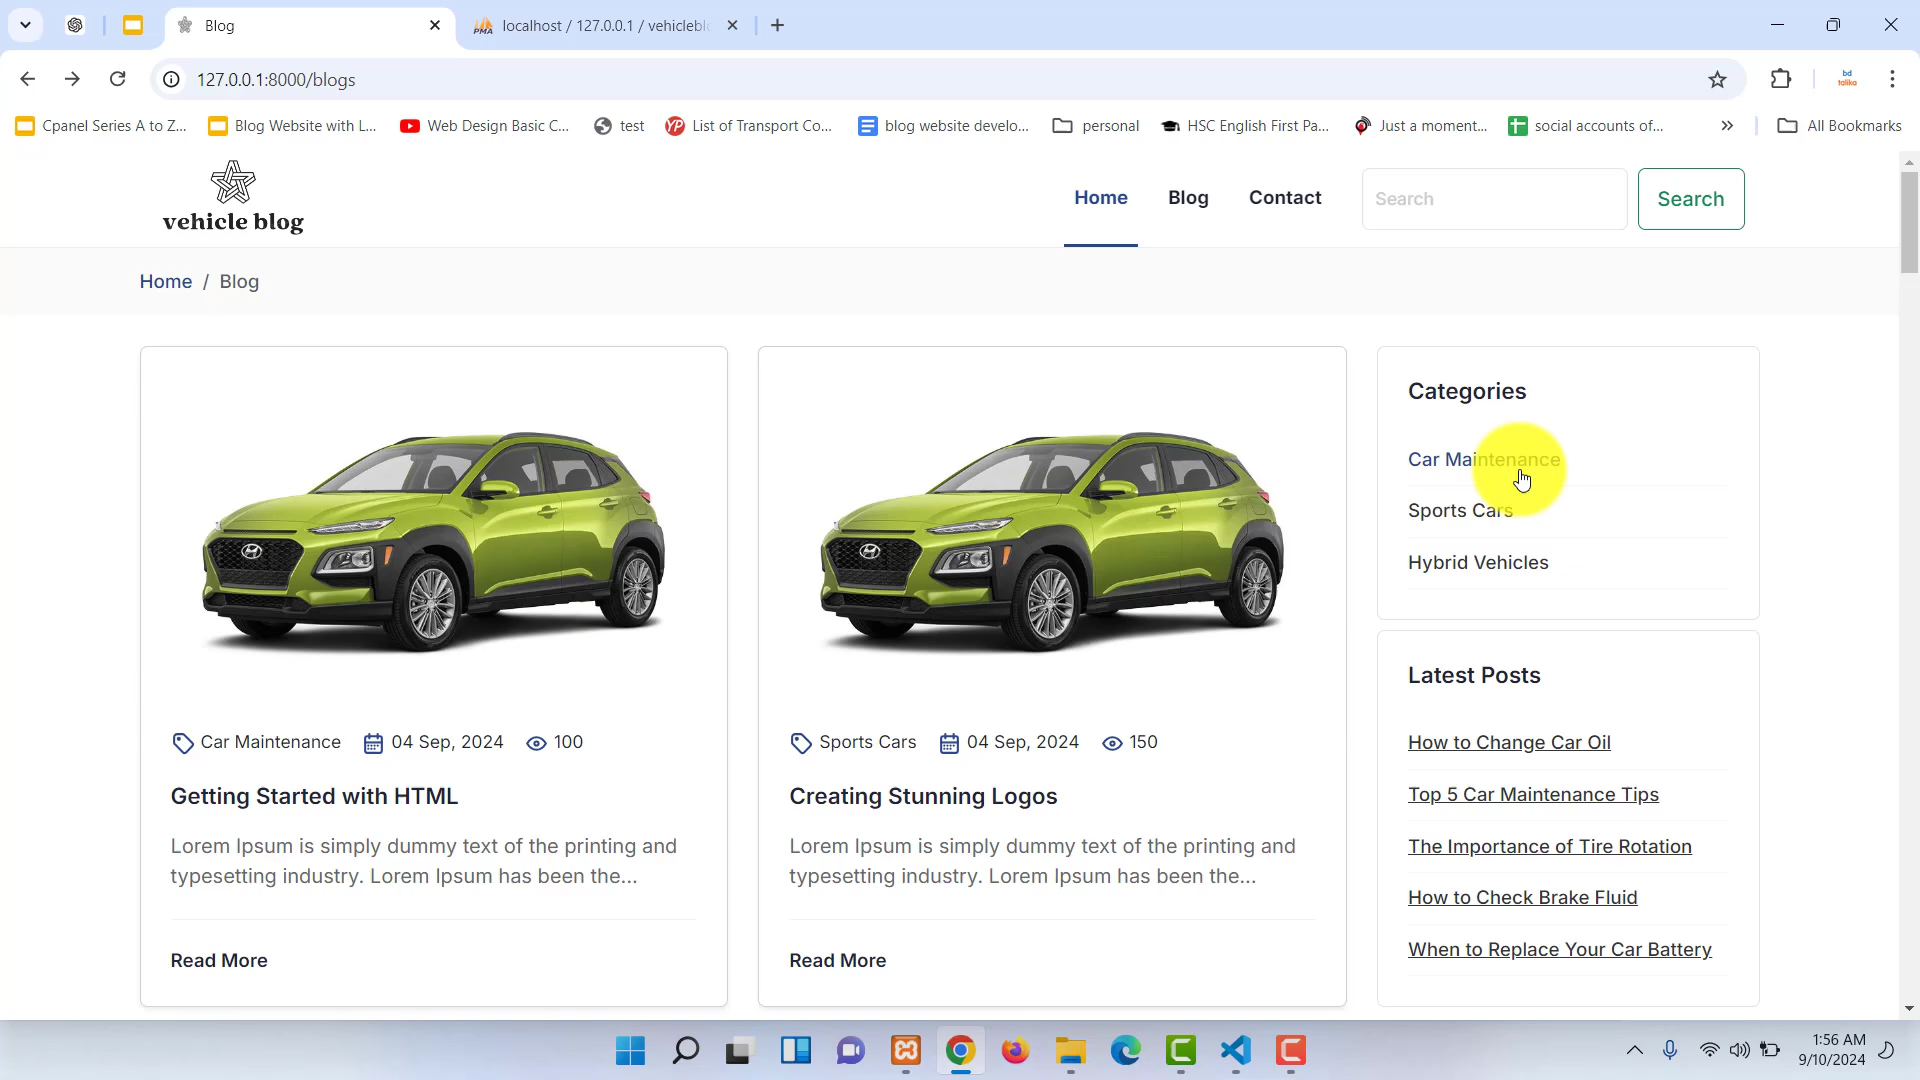 Blog
PMA
localhost / 127.0.0.1 / vehicleblo
127.0.0.1:8000/blogs
bd
tolika
Cpanel Series A to Z...
Blog Website with L...
Web Design Basic C...
test
YP
List of Transport Co...
blog website develo...
personal
HSC English First Pa...
Just a moment...
social accounts of...
All Bookmarks
vehicle blog
Home
Blog
Contact
Search
Search
Home / Blog
Categories
Car Maintenance
Sports Cars
Hybrid Vehicles
Car Maintenance
04 Sep, 2024
100
Getting Started with HTML
Lorem Ipsum is simply dummy text of the printing and
typesetting industry. Lorem Ipsum has been the...
Read More
Sports Cars
04 Sep, 2024
150
Creating Stunning Logos
Lorem Ipsum is simply dummy text of the printing and
typesetting industry. Lorem Ipsum has been the...
Read More
Latest Posts
How to Change Car Oil
Top 5 Car Maintenance Tips
The Importance of Tire Rotation
How to Check Brake Fluid
When to Replace Your Car Battery
1:56 AM
9/10/2024